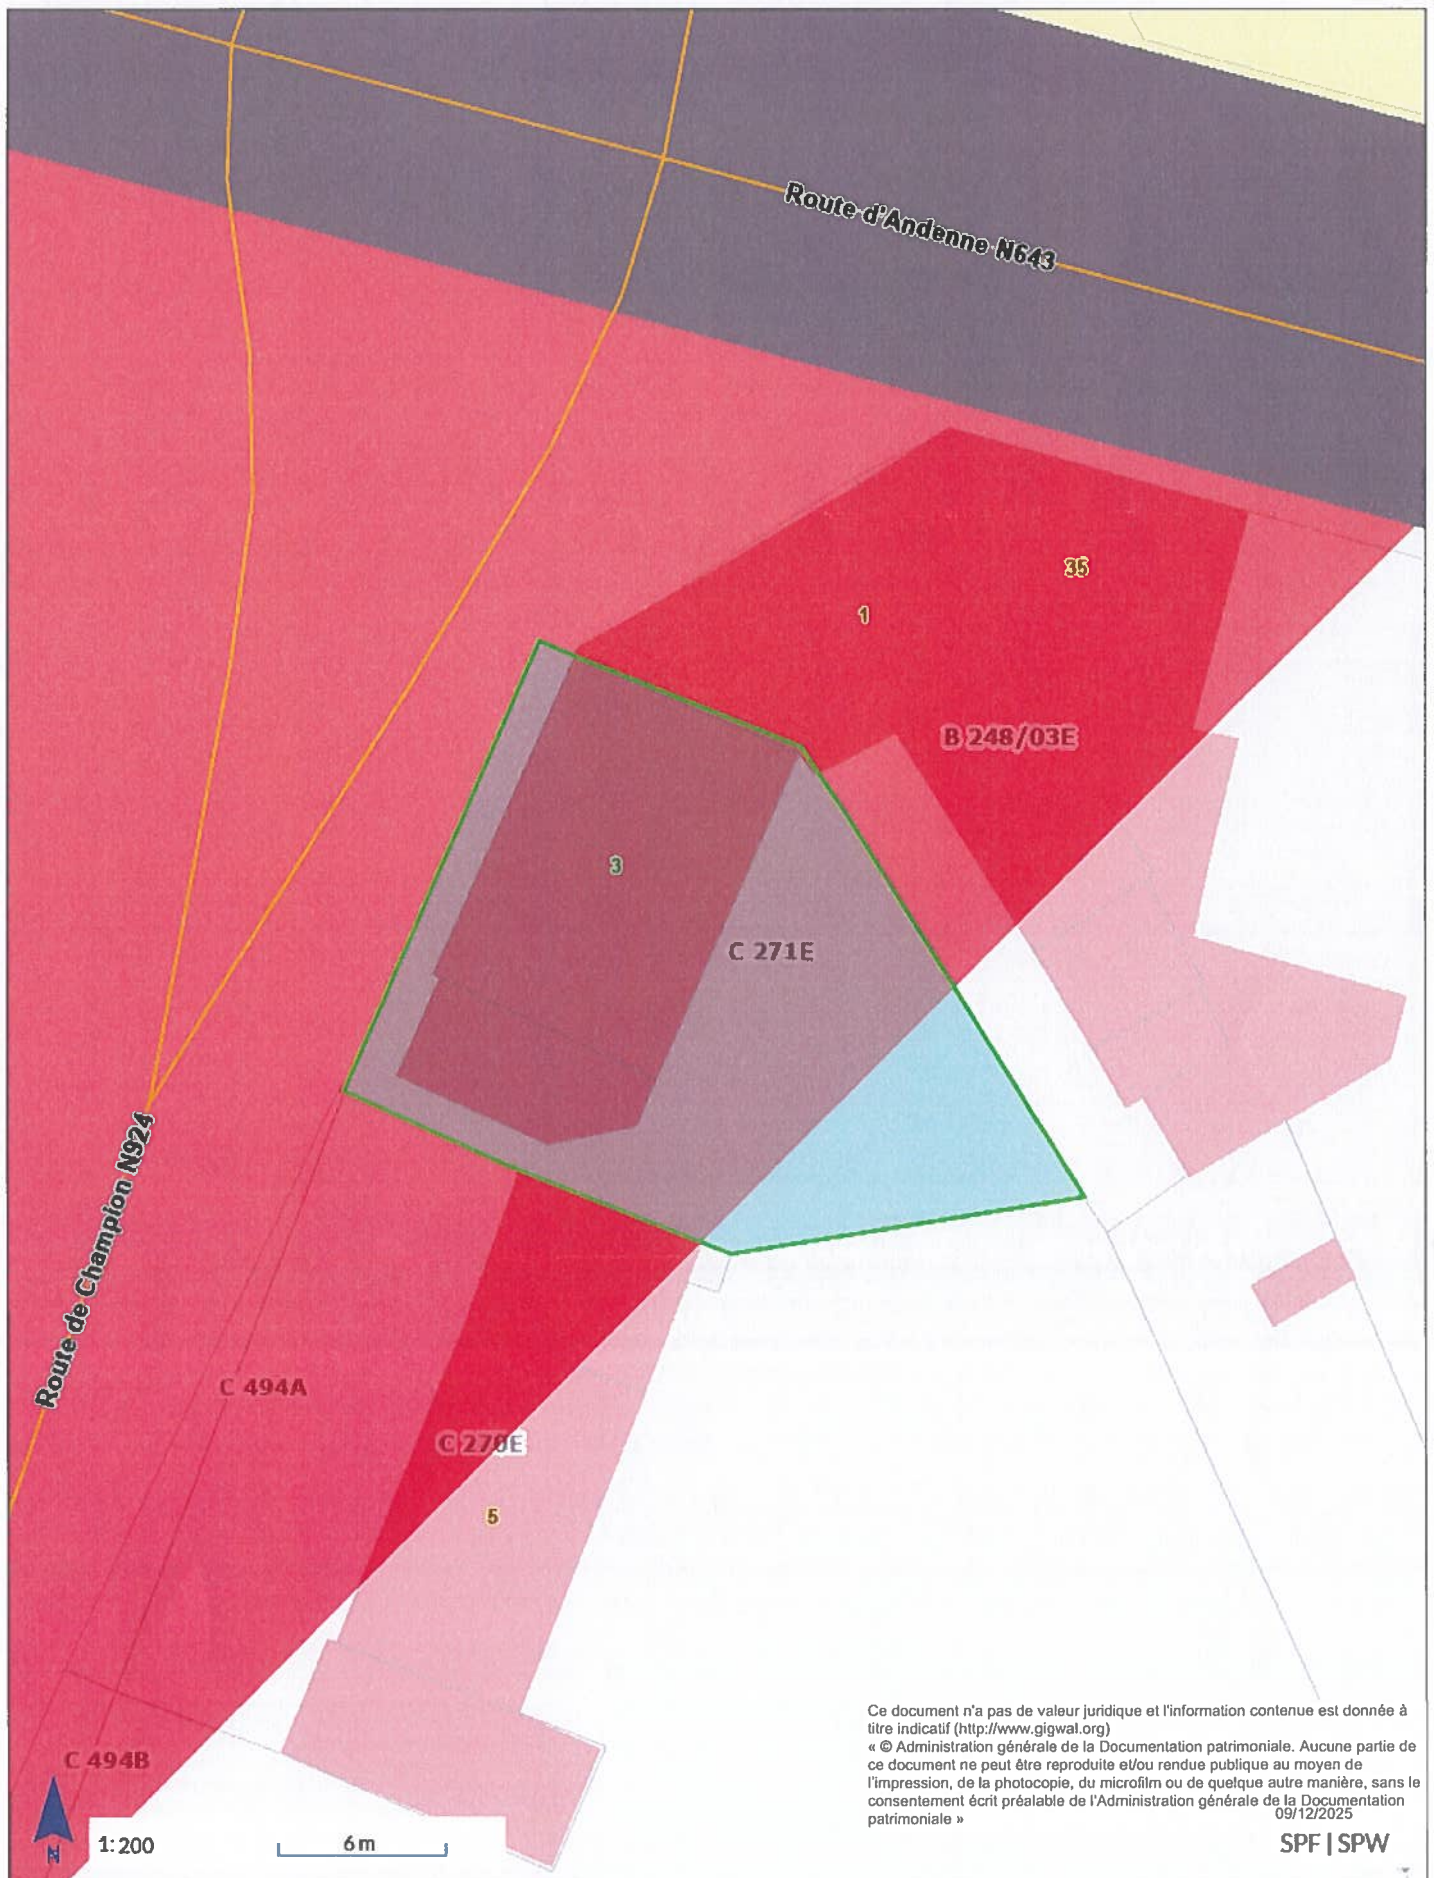 Route d'Andenne N643
35
1
B 248/03E
3
C 271E
Route de Champion N924
C 494A
C 270E
5
C 494B
Ce document n'a pas de valeur juridique et l'information contenue est donnée à
titre indicatif (http://www.gigwal.org)
« © Administration générale de la Documentation patrimoniale. Aucune partie de
ce document ne peut être reproduite et/ou rendue publique au moyen de
l'impression, de la photocopie, du microfilm ou de quelque autre manière, sans le
consentement écrit préalable de l'Administration générale de la Documentation
patrimoniale »
09/12/2025
N
1:200
6 m
SPF | SPW